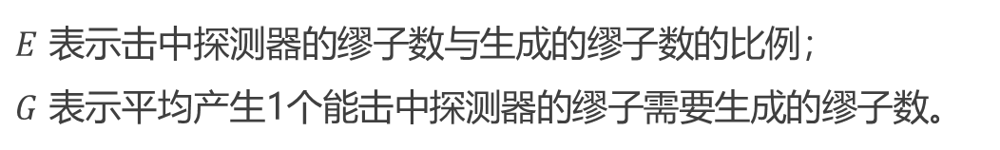 E 表示击中探测器的缪子数与生成的缪子数的比例；
G 表示平均产生1个能击中探测器的缪子需要生成的缪子数。